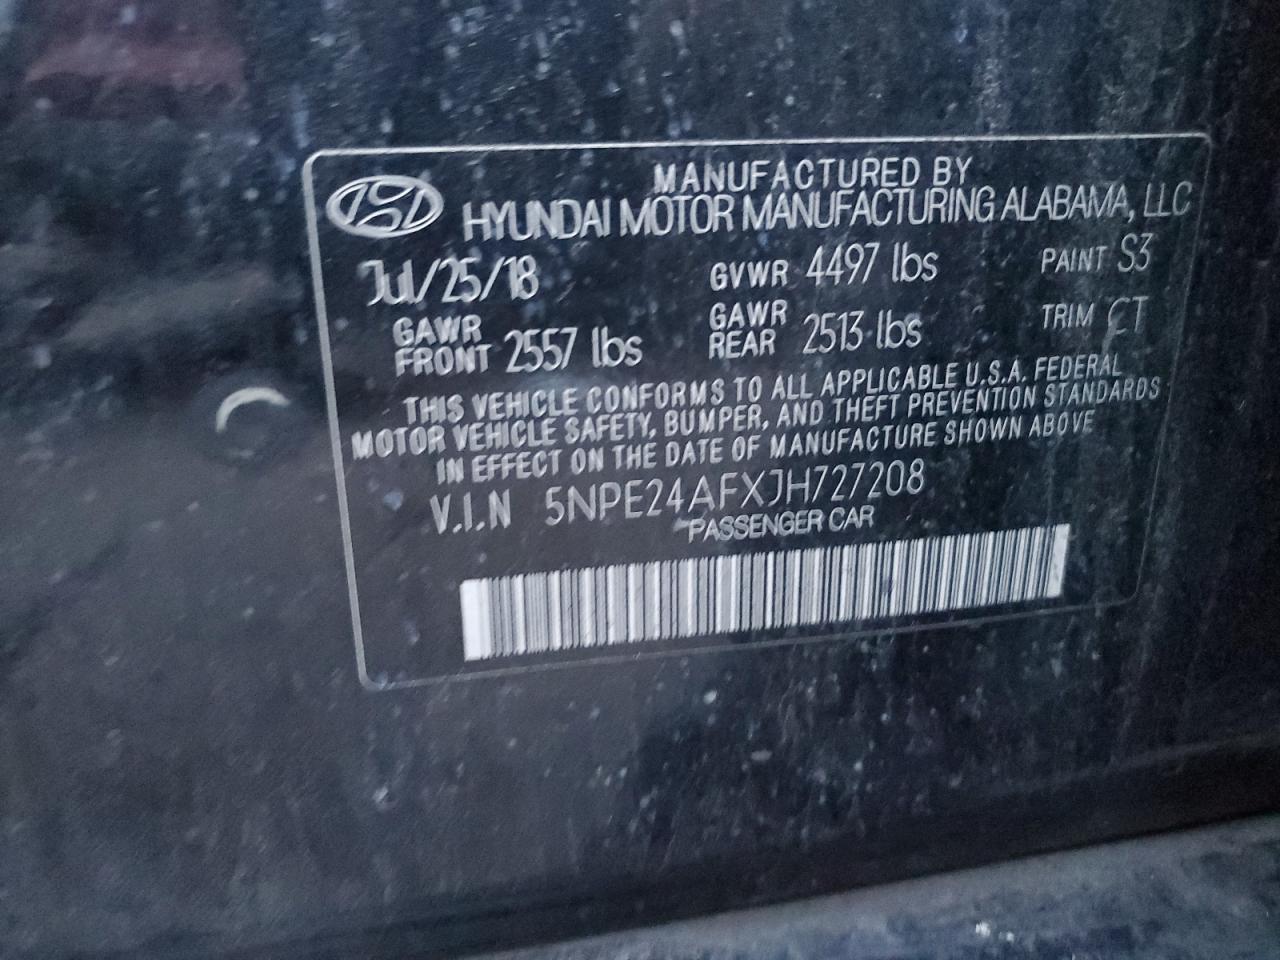 MANUFACTURED BY
HYUNDAI MOTOR MANUFACTURING ALABAMA, LLC
Jul/25/18 GVWR 4497 lbs PAINT S3
GAWR FRONT 2557 lbs GAWR REAR 2513 lbs TRIM CT
THIS VEHICLE CONFORMS TO ALL APPLICABLE U.S.A. FEDERAL
MOTOR VEHICLE SAFETY, BUMPER, AND THEFT PREVENTION STANDARDS
IN EFFECT ON THE DATE OF MANUFACTURE SHOWN ABOVE
V.I.N 5NPE24AFXJH727208
PASSENGER CAR